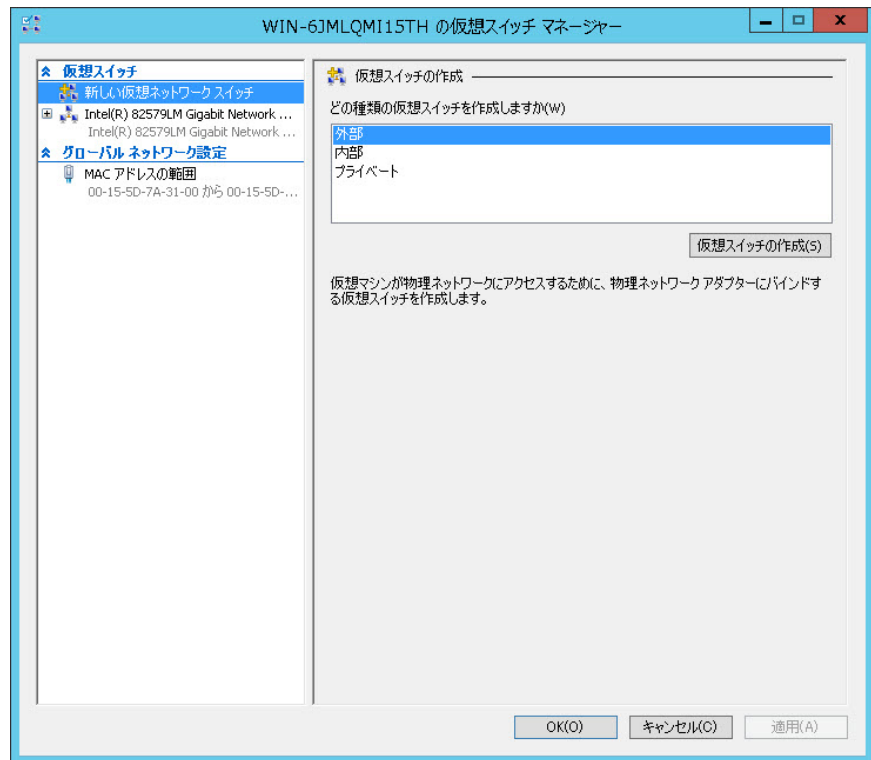 WIN-6JMLQMI15TH の仮想スイッチ マネージャー
仮想スイッチ
新しい仮想ネットワーク スイッチ
Intel(R) 82579LM Gigabit Network ...
Intel(R) 82579LM Gigabit Network ...
グローバル ネットワーク設定
MAC アドレスの範囲
00-15-5D-7A-31-00 から 00-15-5D-...
仮想スイッチの作成
どの種類の仮想スイッチを作成しますか(W)
外部
内部
プライベート
仮想スイッチの作成(S)
仮想マシンが物理ネットワークにアクセスするために、物理ネットワーク アダプターにバインドす
る仮想スイッチを作成します。
OK(O)
キャンセル(C)
適用(A)